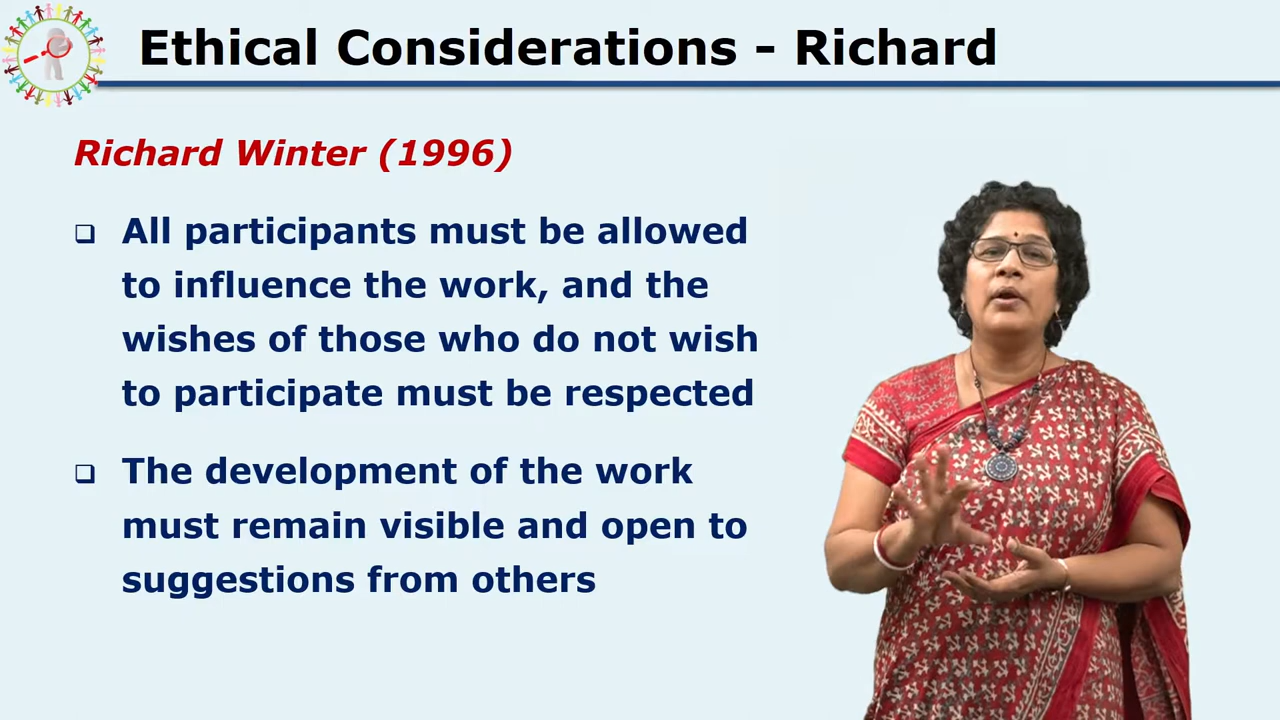 Ethical Considerations - Richard
Richard Winter (1996)
All participants must be allowed
to influence the work, and the
wishes of those who do not wish
to participate must be respected
The development of the work
must remain visible and open to
suggestions from others